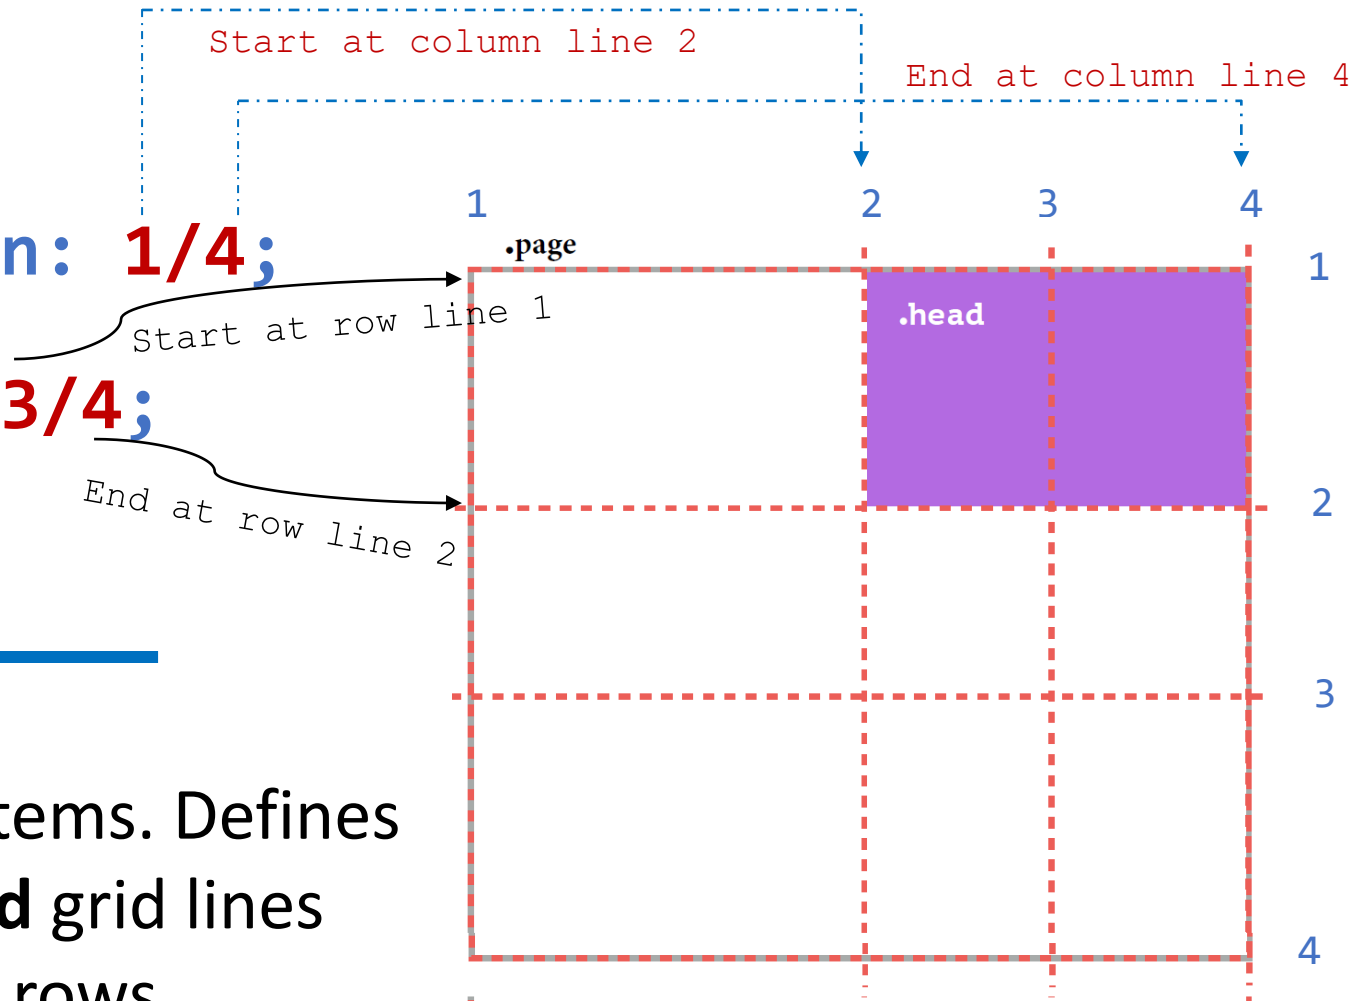 Start at column line 2
End at column line 4
1 2 3 4
n: 1/4;
.page
1
Start at row line 1
.head
3/4;
End at row line 2
2
3
tems. Defines
d grid lines
4
rows